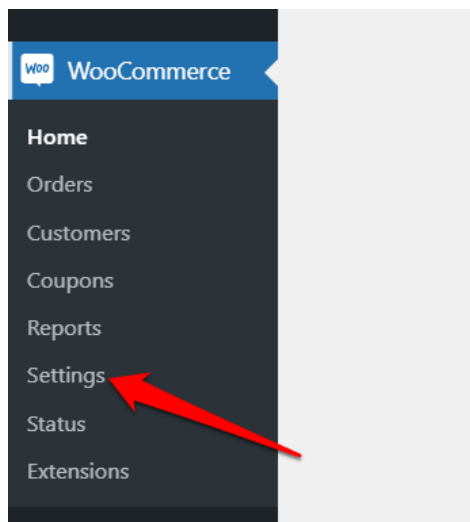 Woo WooCommerce
Home
Orders
Customers
Coupons
Reports
Settings
Status
Extensions